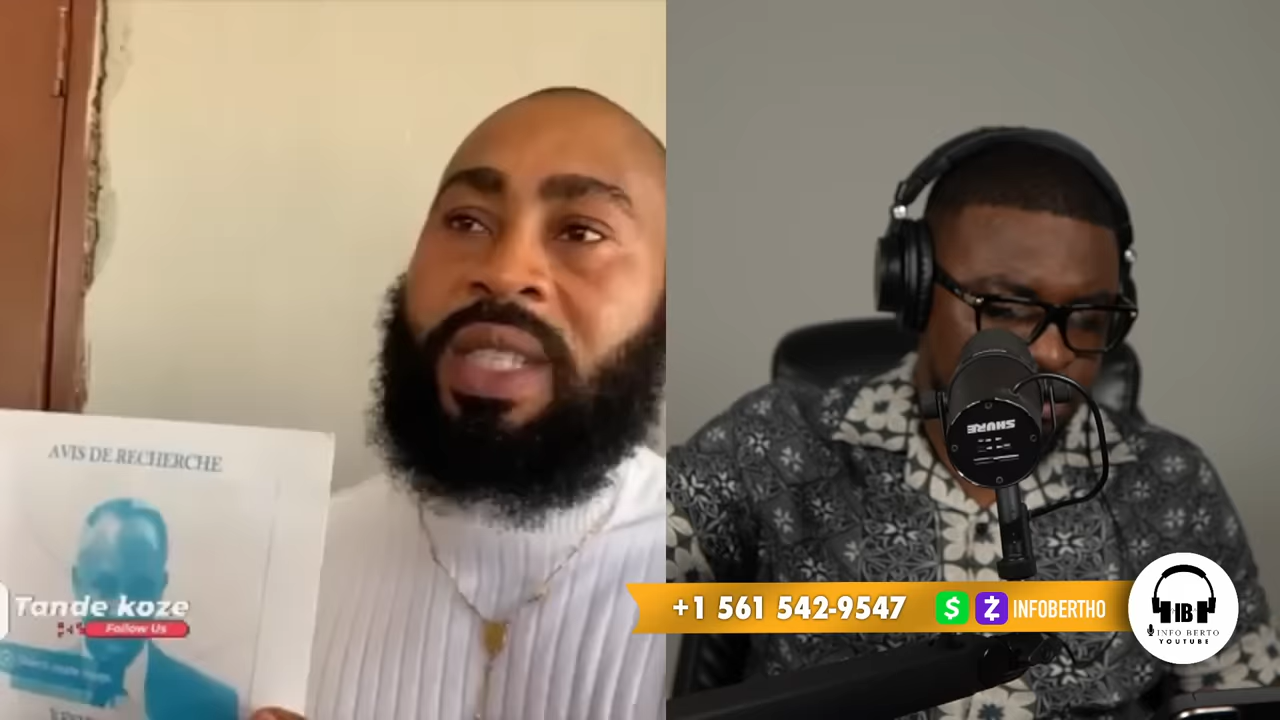 AVIS DE RECHERCHE
Tande koze
Follow Us
SHURE
+1 561 542-9547
INFOBERTHO
IB
INFO BERTO
YOUTUBE